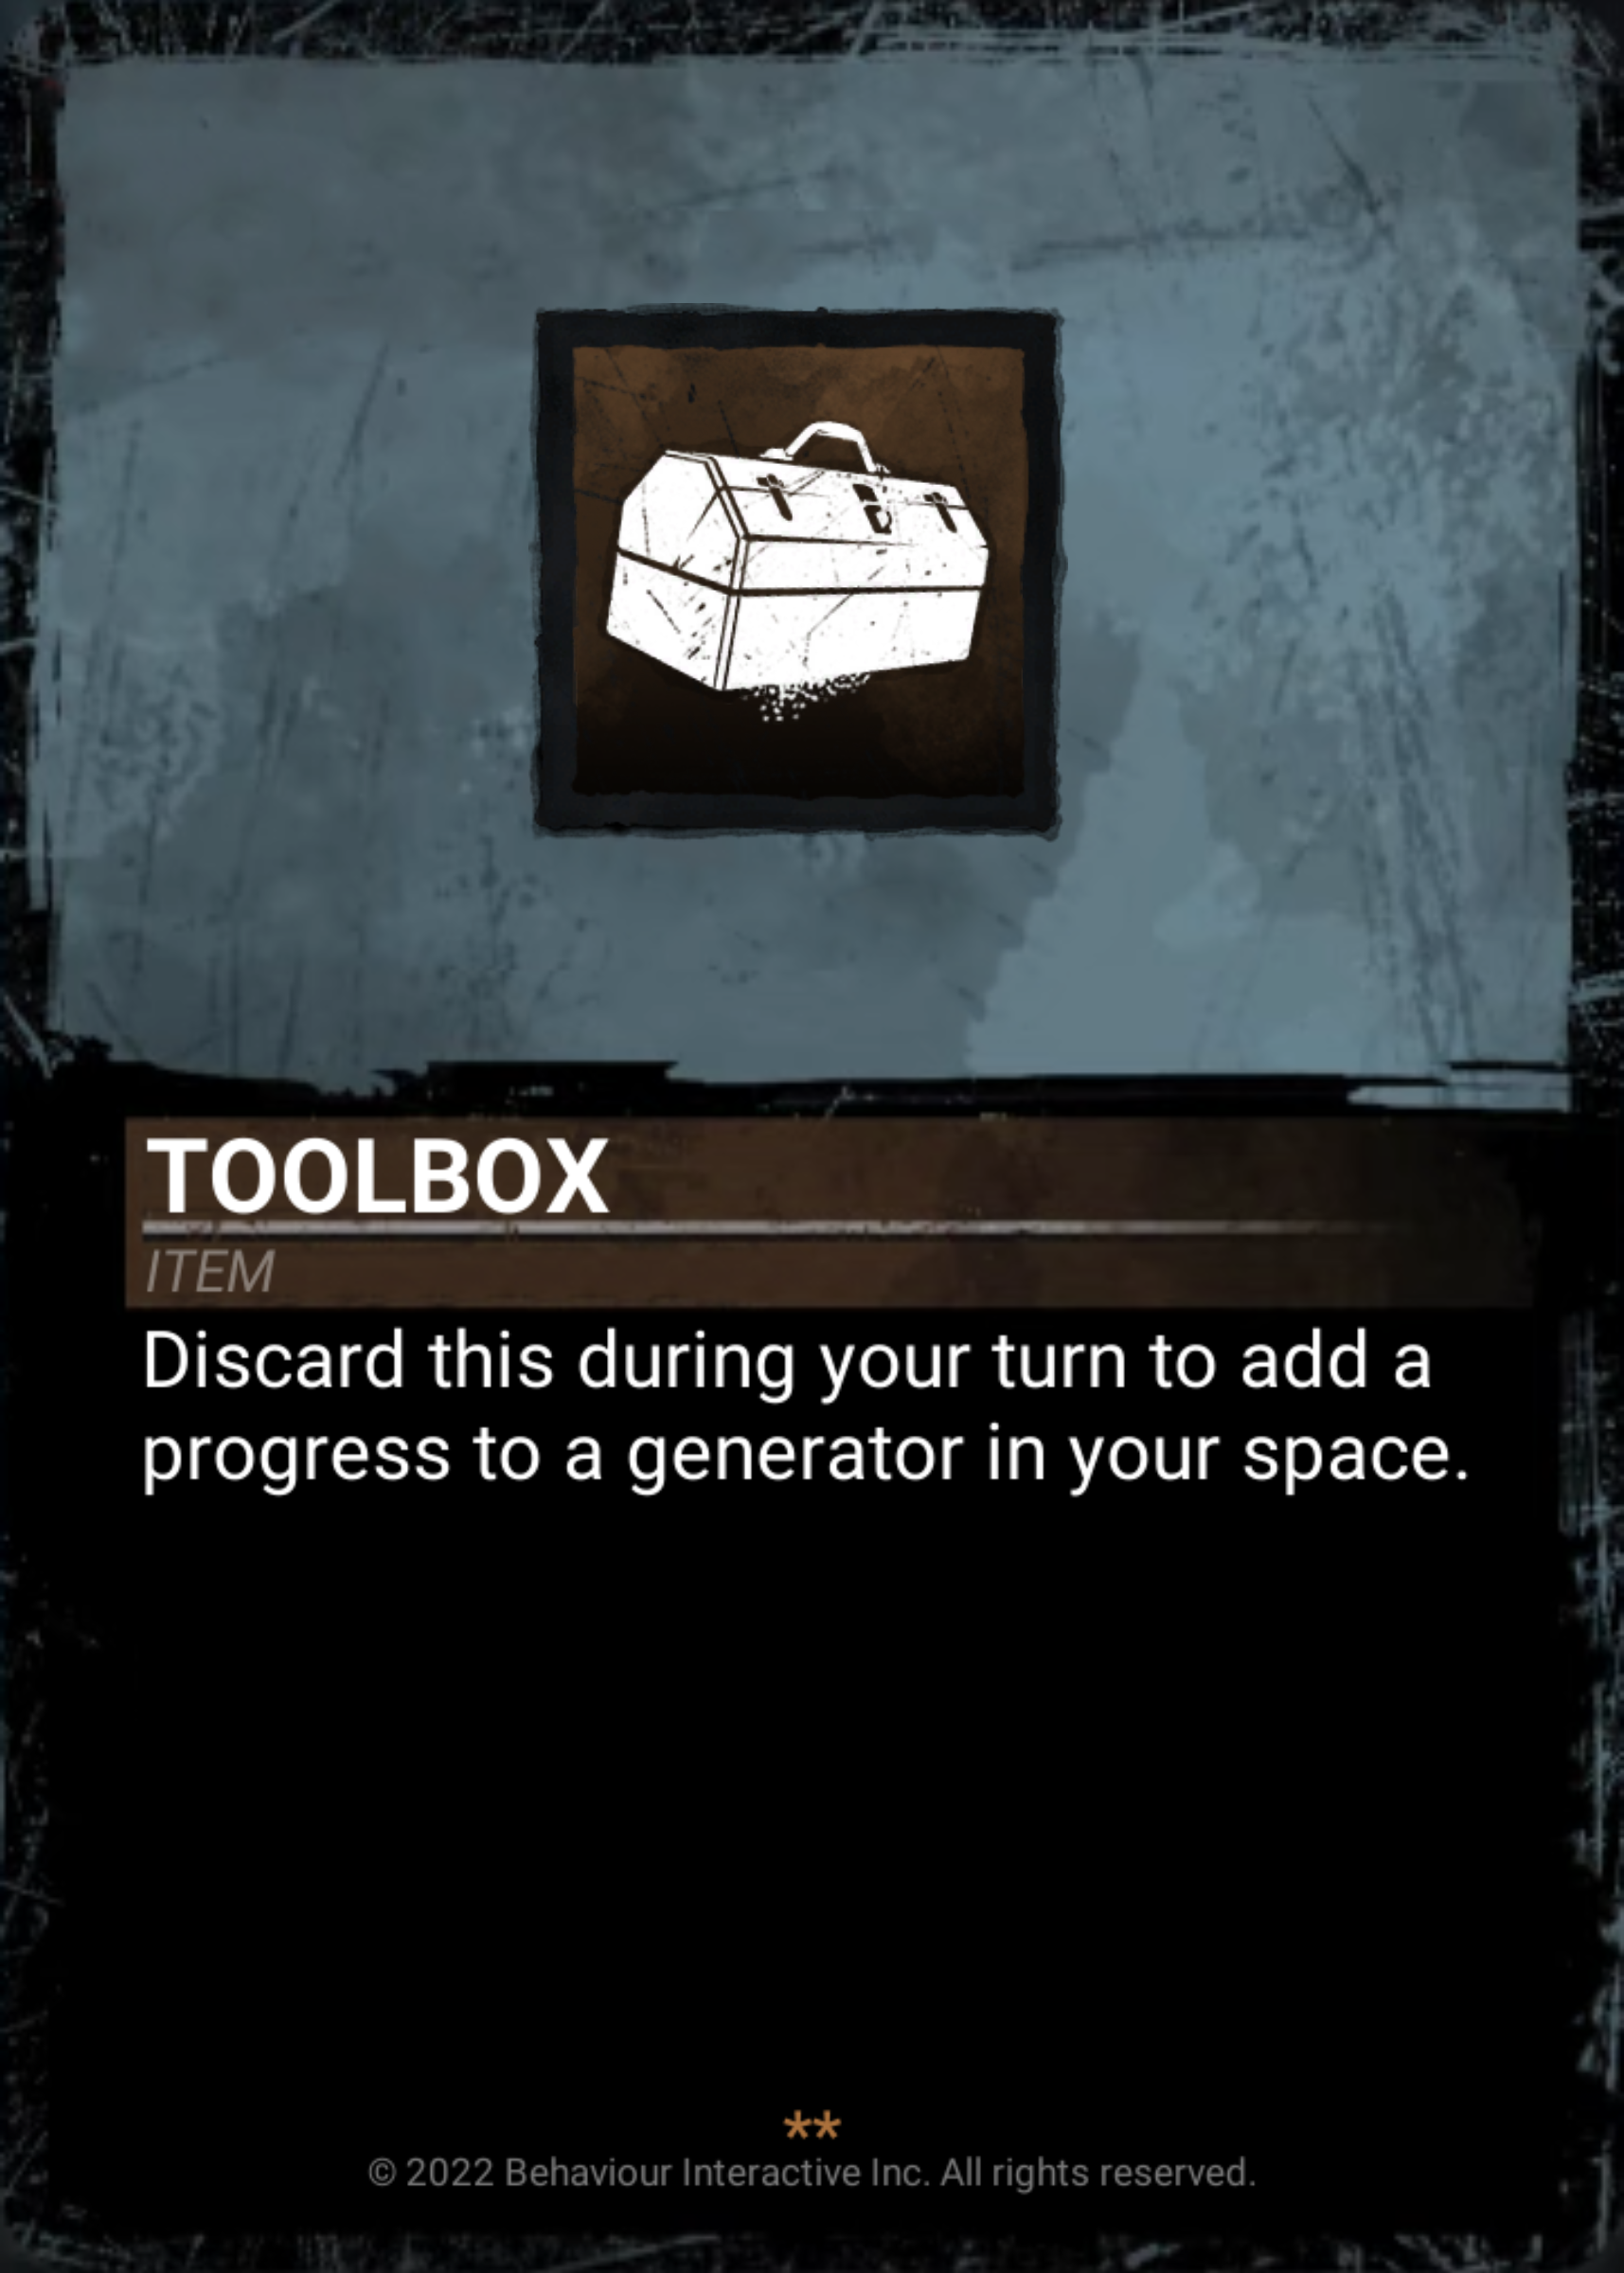 TOOLBOX
ITEM
Discard this during your turn to add a
progress to a generator in your space.
**
© 2022 Behaviour Interactive Inc. All rights reserved.